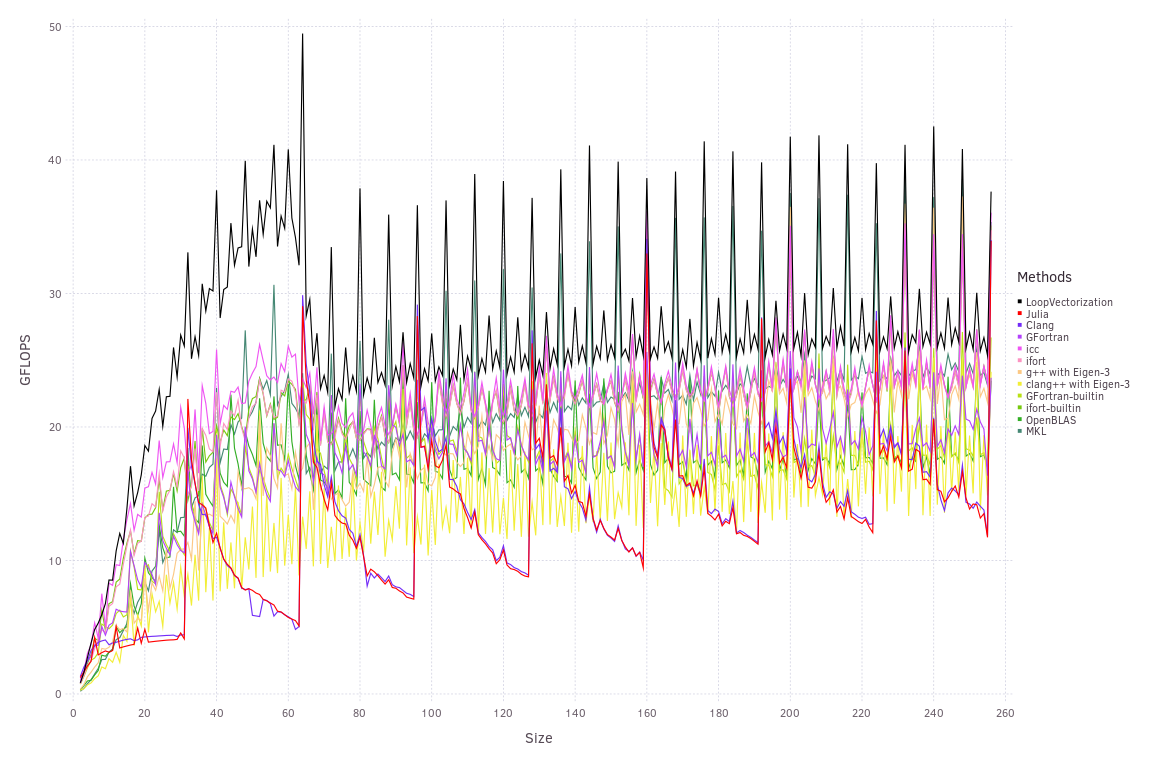 50
40
30
20
10
0
GFLOPS
0 20 40 60 80 100 120 140 160 180 200 220 240 260
Size
Methods
LoopVectorization
Julia
Clang
GFortran
icc
ifort
g++ with Eigen-3
clang++ with Eigen-3
GFortran-builtin
ifort-builtin
OpenBLAS
MKL